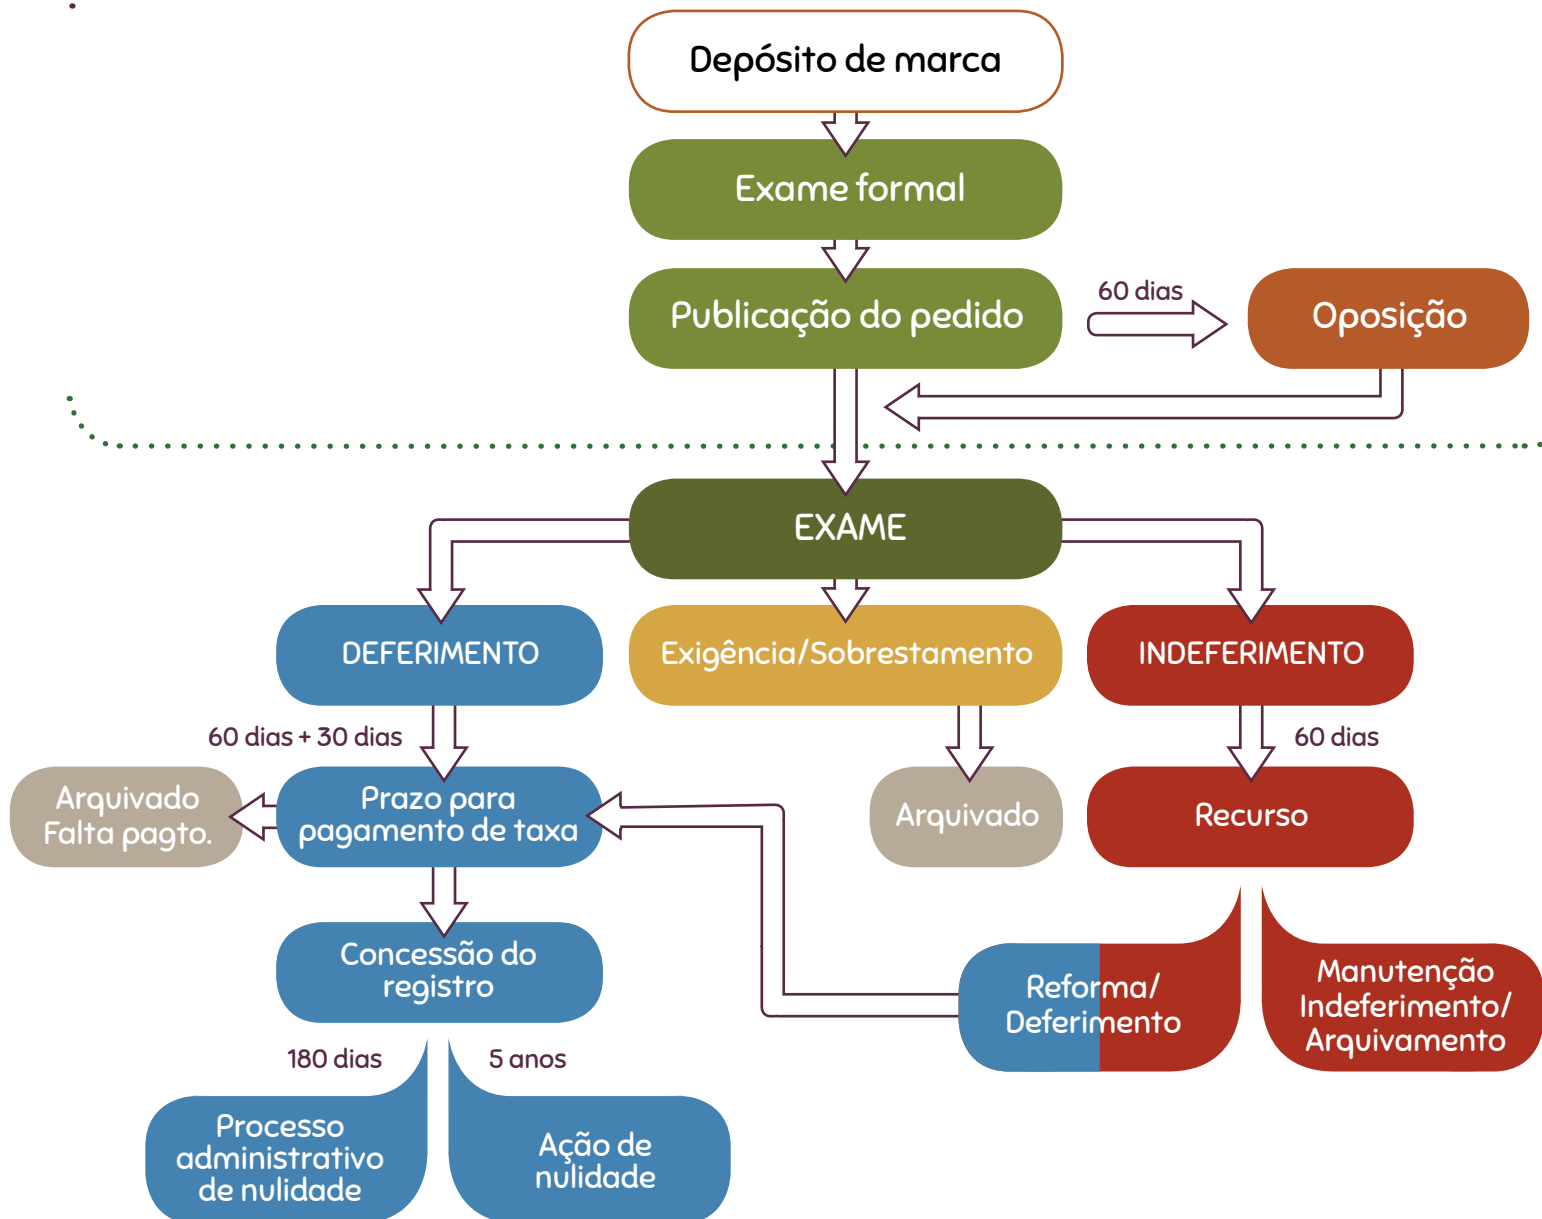 Depósito de marca
Exame formal
Publicação do pedido
60 dias
Oposição
EXAME
DEFERIMENTO
Exigência/Sobrestamento
INDEFERIMENTO
60 dias + 30 dias
60 dias
Arquivado
Falta pagto.
Prazo para
pagamento de taxa
Arquivado
Recurso
Concessão do
registro
Reforma/
Deferimento
Manutenção
Indeferimento/
Arquivamento
180 dias
5 anos
Processo
administrativo
de nulidade
Ação de
nulidade